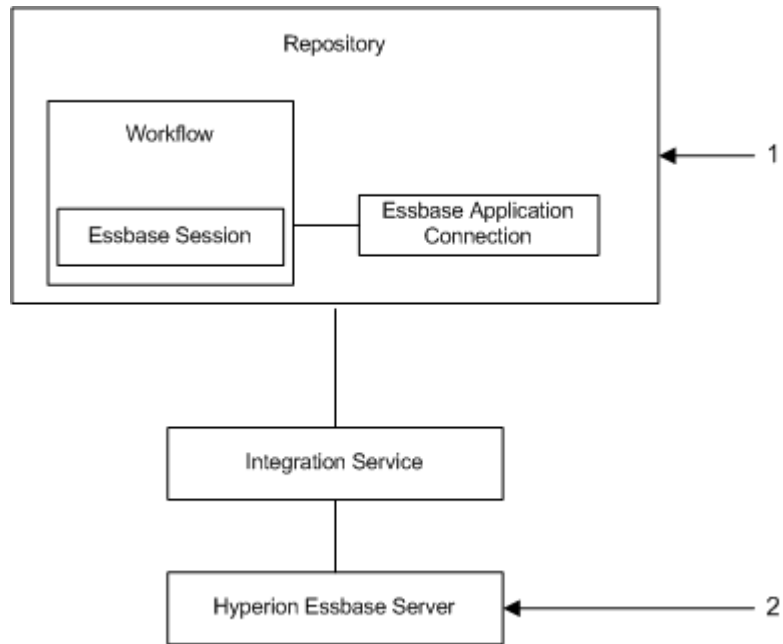 Repository
Workflow
1
Essbase Session
Essbase Application
Connection
Integration Service
Hyperion Essbase Server
2